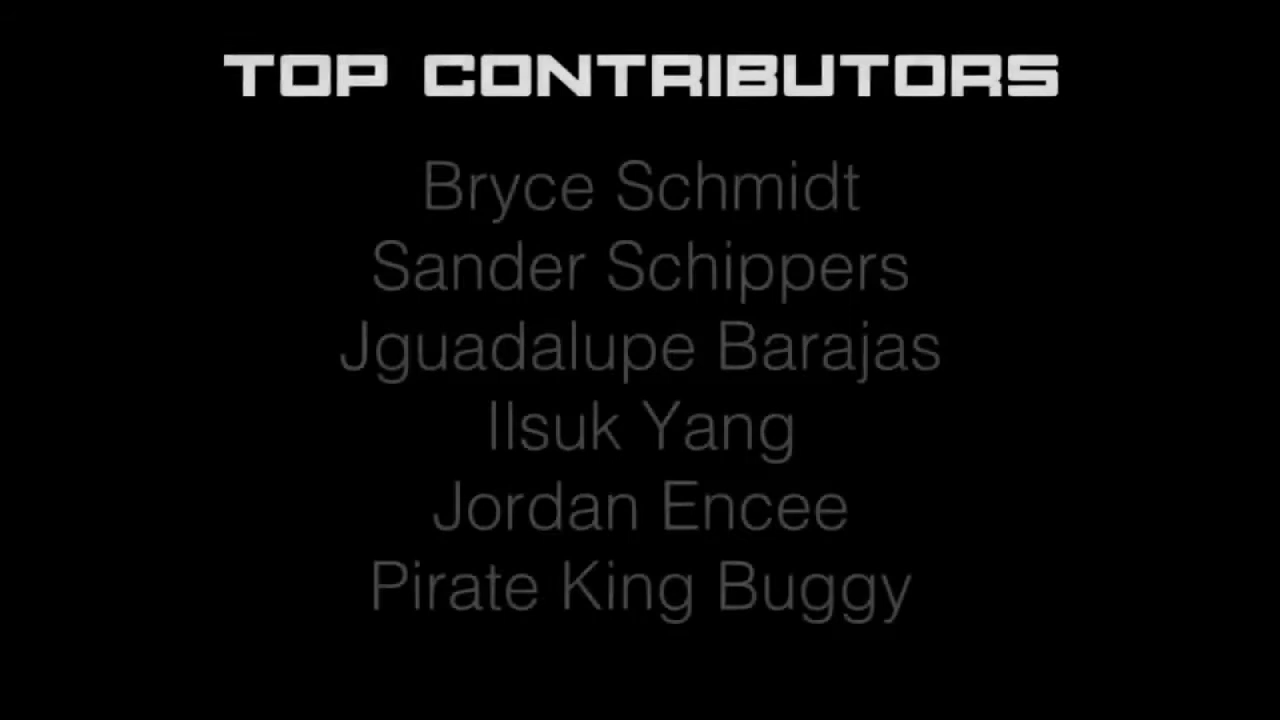 TOP CONTRIBUTORS
Bryce Schmidt
Sander Schippers
Jguadalupe Barajas
Ilsuk Yang
Jordan Encee
Pirate King Buggy